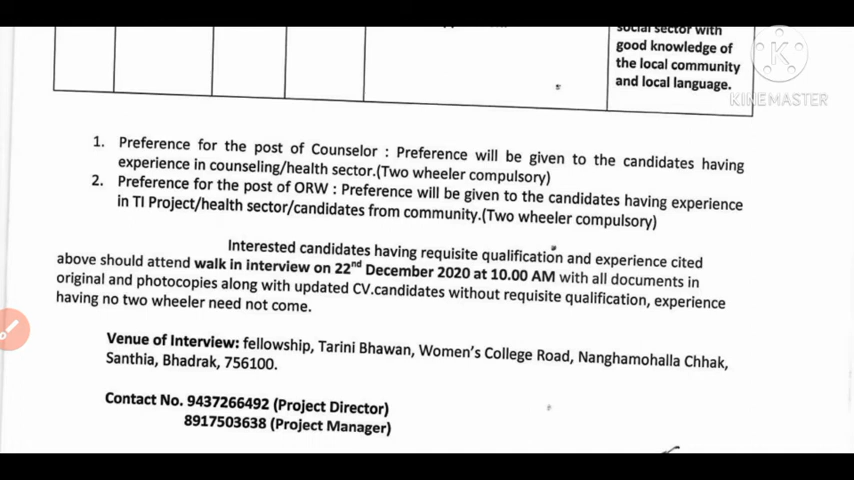 social sector with
good knowledge of
the local community
and local language.
KINEMASTER
1. Preference for the post of Counselor : Preference will be given to the candidates having
experience in counseling/health sector.(Two wheeler compulsory)
2. Preference for the post of ORW : Preference will be given to the candidates having experience
in TI Project/health sector/candidates from community.(Two wheeler compulsory)
Interested candidates having requisite qualification and experience cited
above should attend walk in interview on 22nd December 2020 at 10.00 AM with all documents in
original and photocopies along with updated CV.candidates without requisite qualification, experience
having no two wheeler need not come.
Venue of Interview: fellowship, Tarini Bhawan, Women's College Road, Nanghamohalla Chhak,
Santhia, Bhadrak, 756100.
Contact No. 9437266492 (Project Director)
8917503638 (Project Manager)